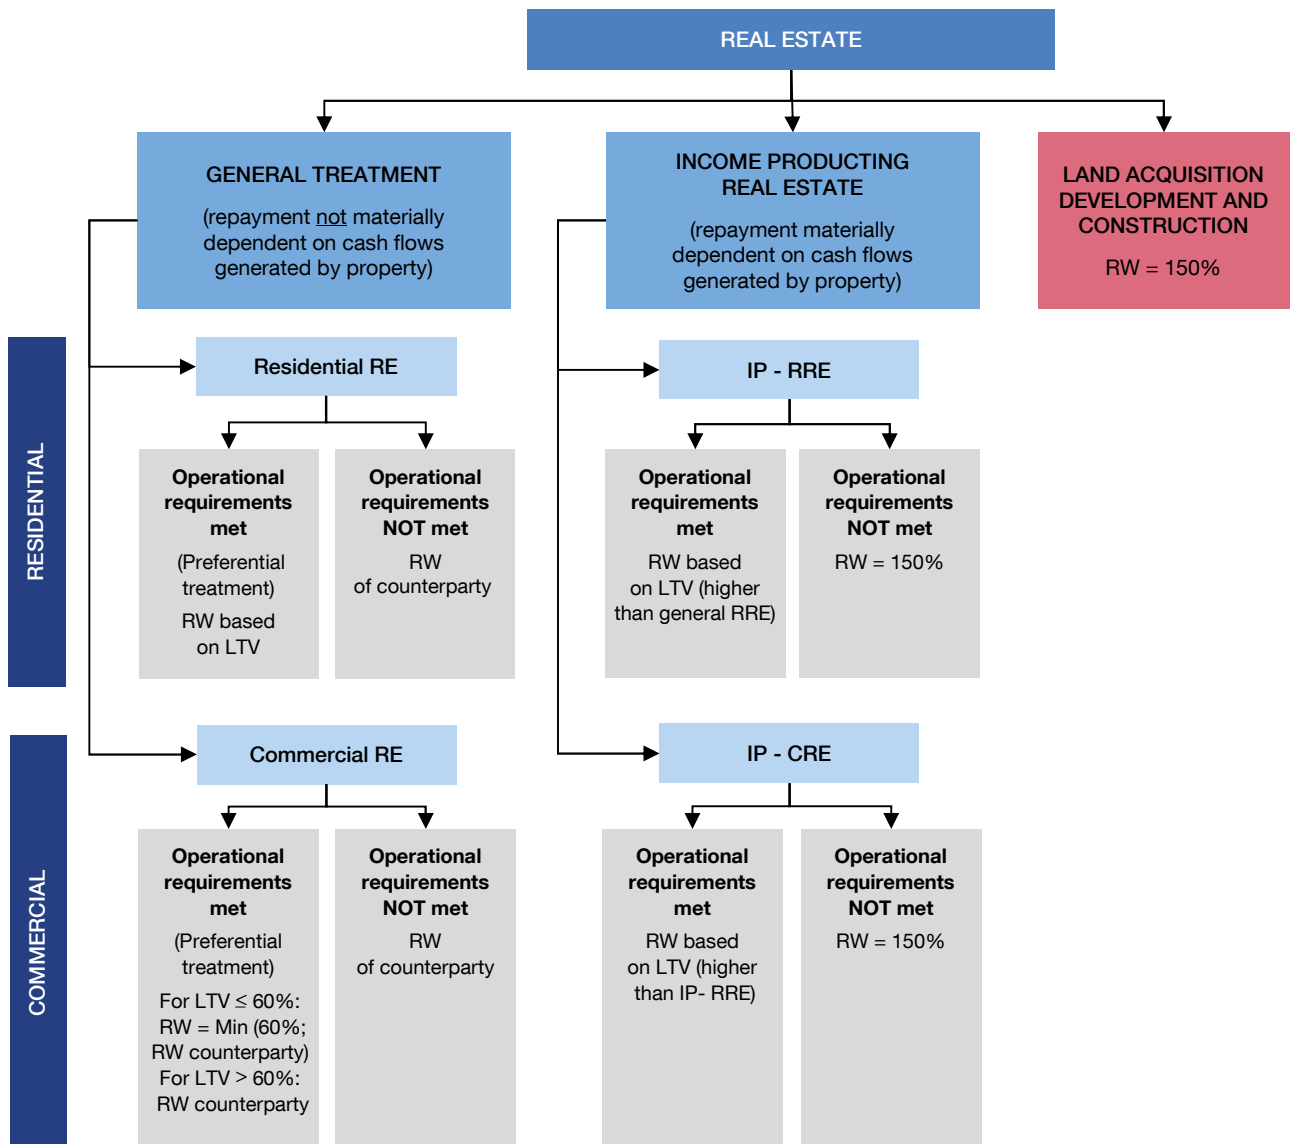 REAL ESTATE
GENERAL TREATMENT
(repayment not materially
dependent on cash flows
generated by property)
INCOME PRODUCTING
REAL ESTATE
(repayment materially
dependent on cash flows
generated by property)
LAND ACQUISITION
DEVELOPMENT AND
CONSTRUCTION
RW = 150%
RESIDENTIAL
Residential RE
Operational
requirements
met
(Preferential
treatment)
RW based
on LTV
Operational
requirements
NOT met
RW
of counterparty
IP - RRE
Operational
requirements
met
RW based
on LTV (higher
than general RRE)
Operational
requirements
NOT met
RW = 150%
COMMERCIAL
Commercial RE
Operational
requirements
met
(Preferential
treatment)
For LTV ≤ 60%:
RW = Min (60%;
RW counterparty)
For LTV > 60%:
RW counterparty
Operational
requirements
NOT met
RW
of counterparty
IP - CRE
Operational
requirements
met
RW based
on LTV (higher
than IP- RRE)
Operational
requirements
NOT met
RW = 150%